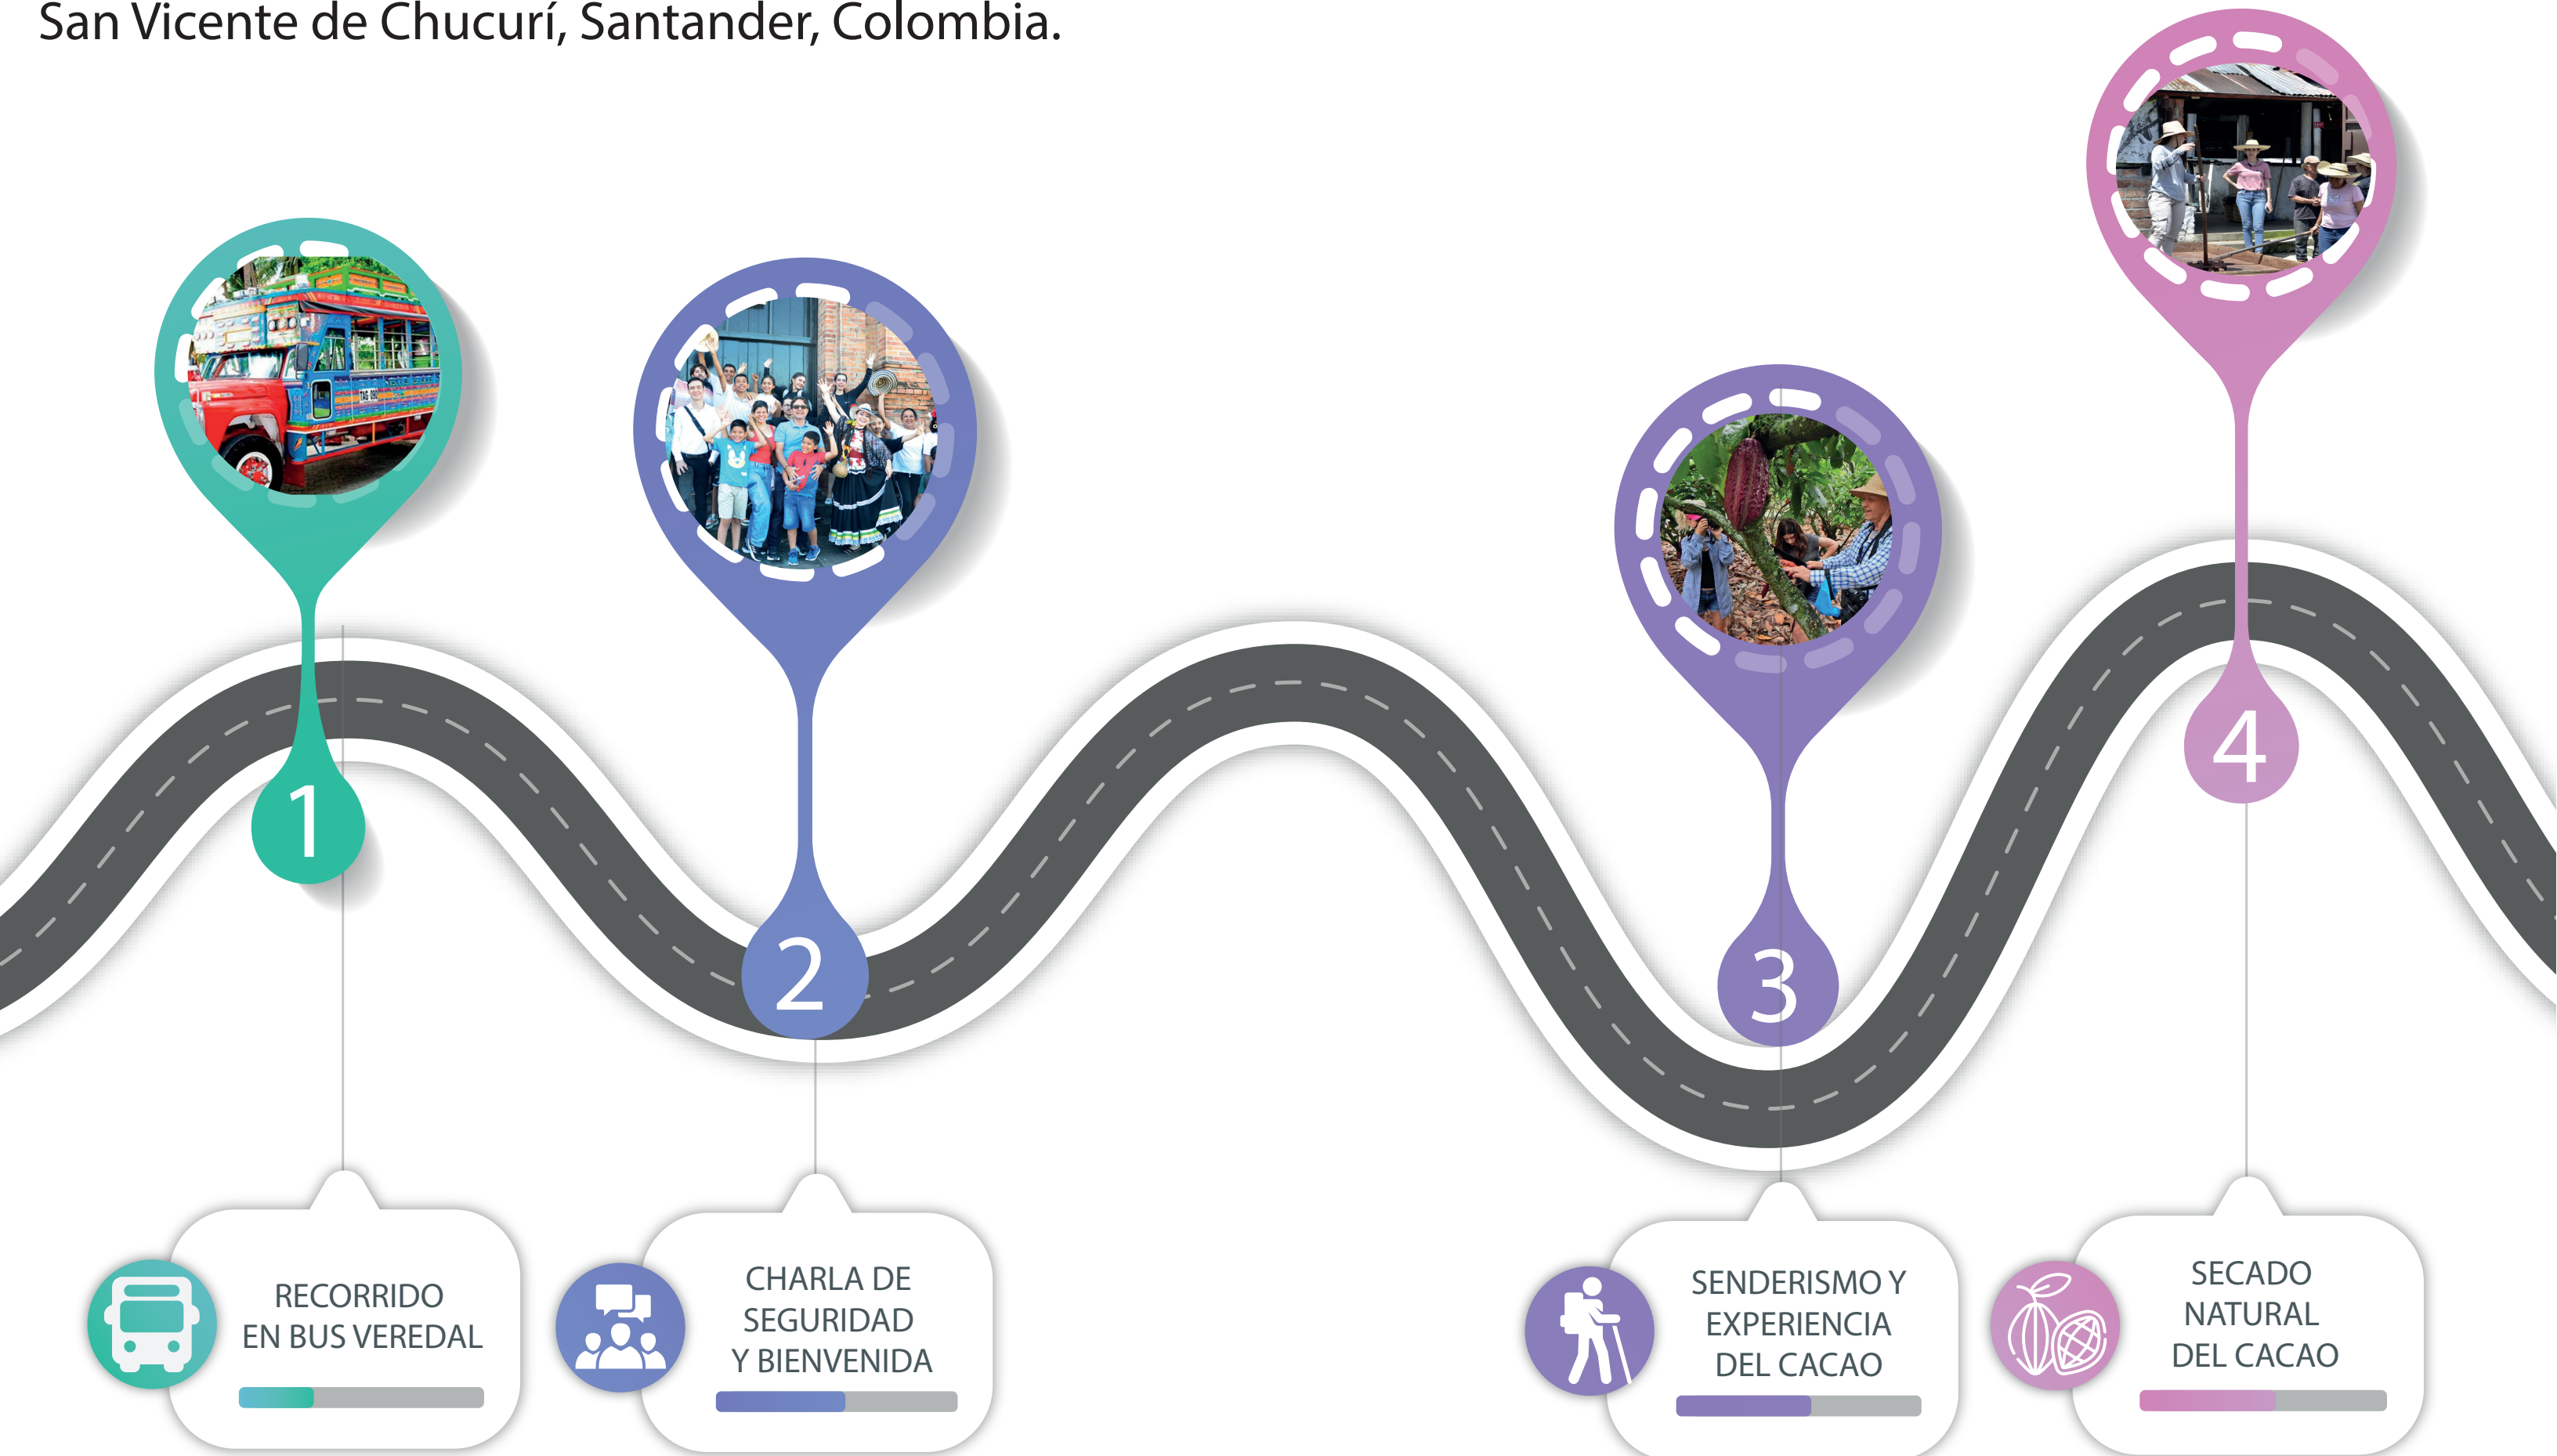 San Vicente de Chucurí, Santander, Colombia.
1
2
3
4
RECORRIDO
EN BUS VEREDAL
CHARLA DE
SEGURIDAD
Y BIENVENIDA
SENDERISMO Y
EXPERIENCIA
DEL CACAO
SECADO
NATURAL
DEL CACAO